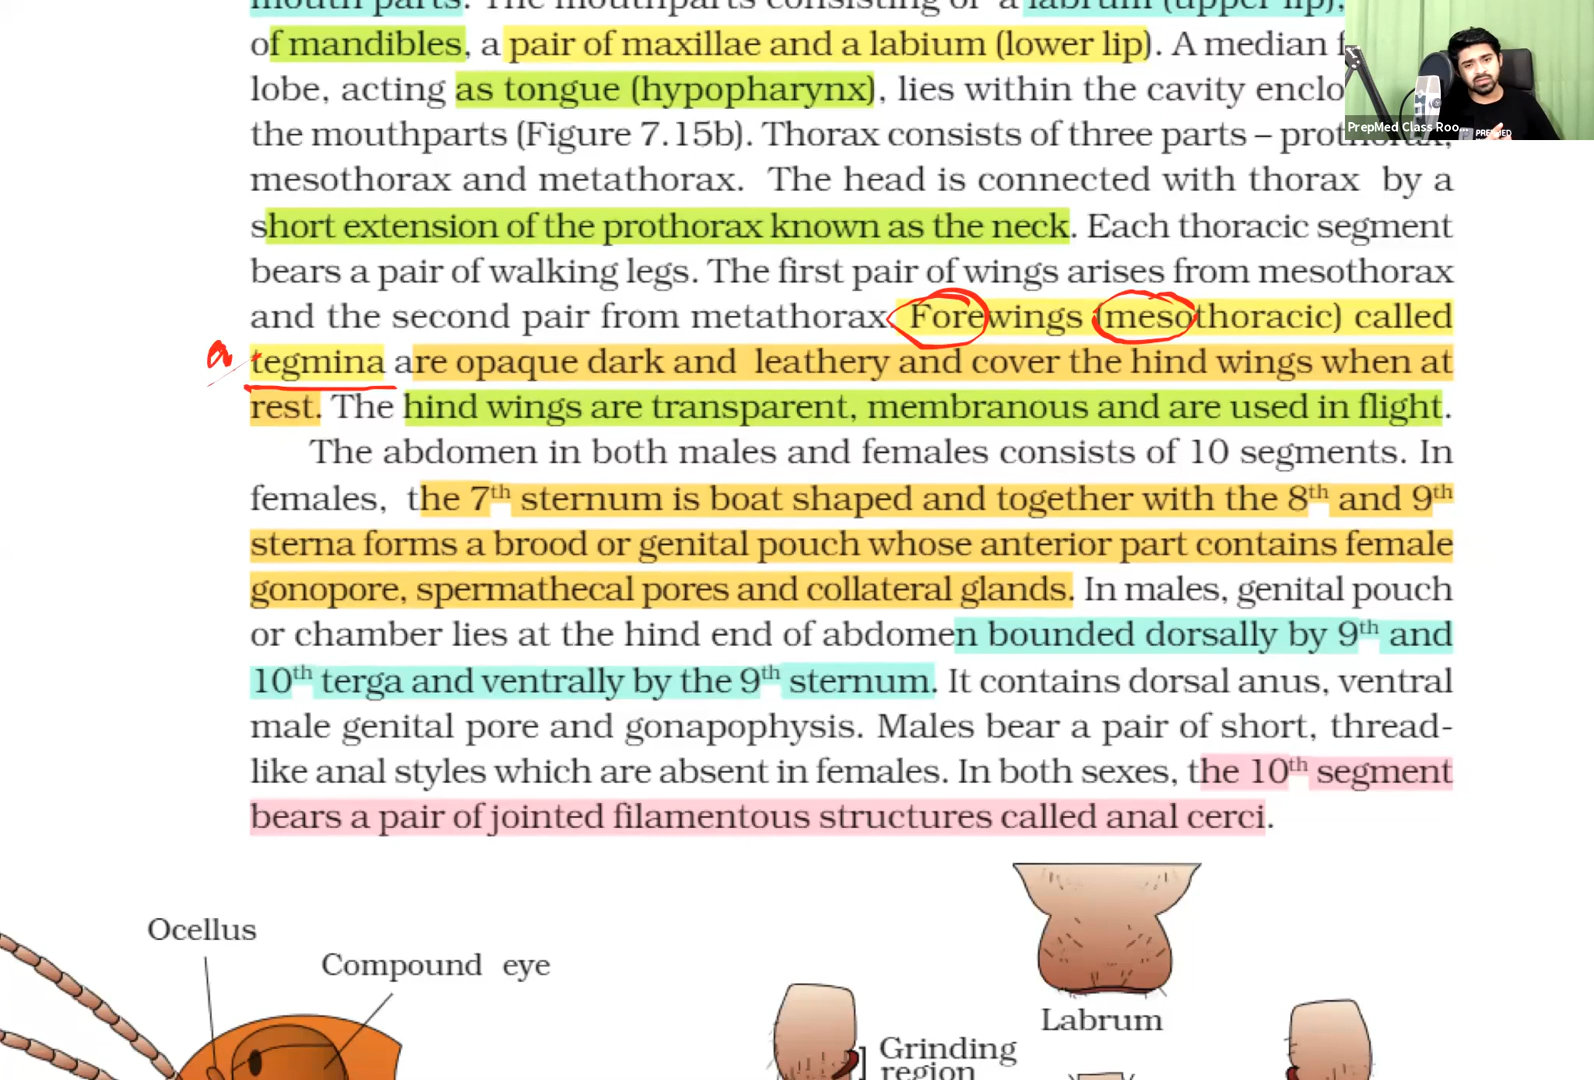 mouth parts. The mouthparts consisting of a labrum (upper lip),
of mandibles, a pair of maxillae and a labium (lower lip). A median
lobe, acting as tongue (hypopharynx), lies within the cavity
the mouthparts (Figure 7.15b). Thorax consists of three parts – prothorax,
mesothorax and metathorax. The head is connected with thorax by a
short extension of the prothorax known as the neck. Each thoracic segment
bears a pair of walking legs. The first pair of wings arises from mesothorax
and the second pair from metathorax. Forewings (mesothoracic) called
a tegmina are opaque dark and leathery and cover the hind wings when at
rest. The hind wings are transparent, membranous and are used in flight.
The abdomen in both males and females consists of 10 segments. In
females, the 7th sternum is boat shaped and together with the 8th and 9th
sterna forms a brood or genital pouch whose anterior part contains female
gonopore, spermathecal pores and collateral glands. In males, genital pouch
or chamber lies at the hind end of abdomen bounded dorsally by 9th and
10th terga and ventrally by the 9th sternum. It contains dorsal anus, ventral
male genital pore and gonapophysis. Males bear a pair of short, thread-
like anal styles which are absent in females. In both sexes, the 10th segment
bears a pair of jointed filamentous structures called anal cerci.
PrepMed Class Roo...
PREPMED
Ocellus
Compound eye
Labrum
Grinding
region